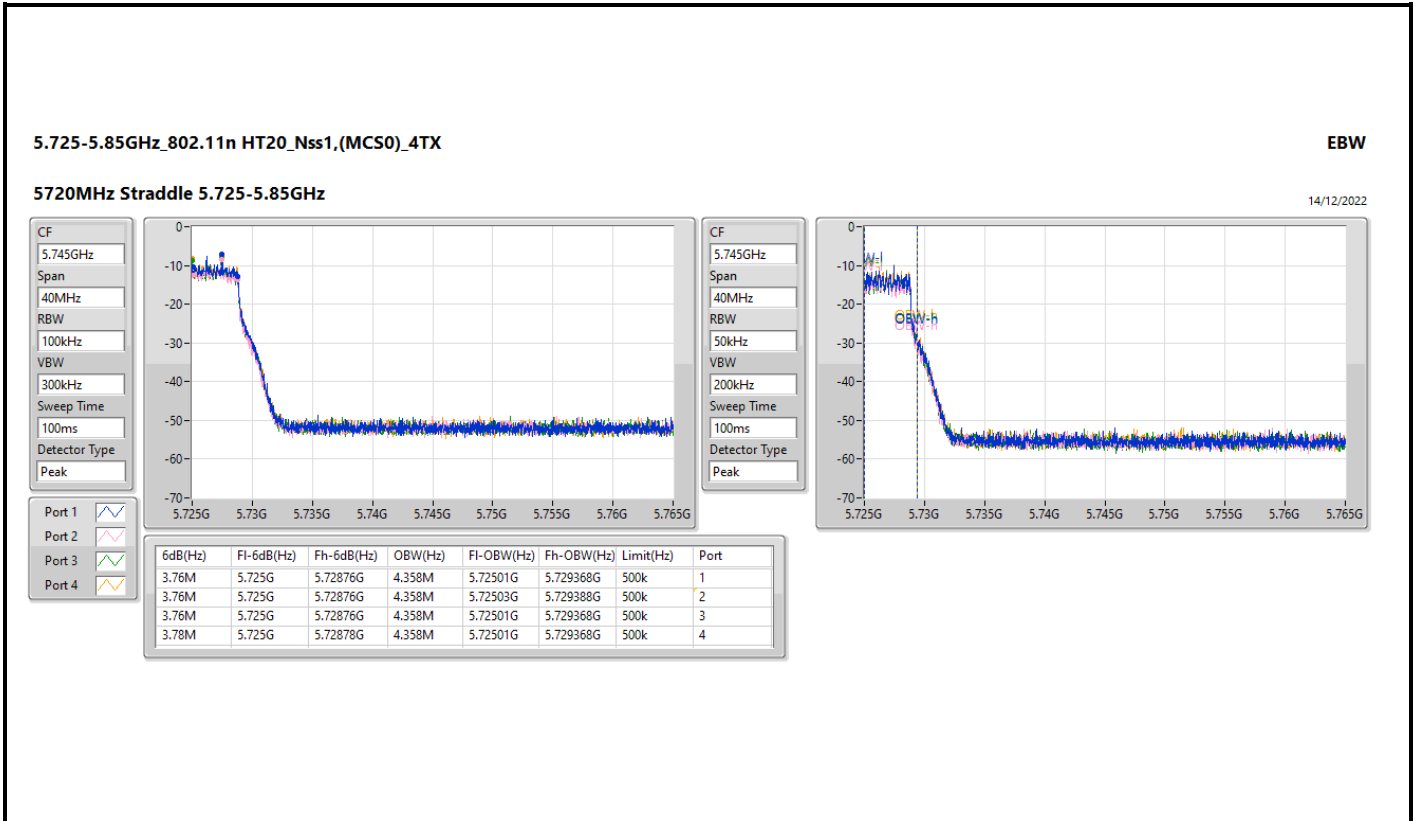 5.725-5.85GHz_802.11n HT20_Nss1,(MCS0)_4TX
EBW
5720MHz Straddle 5.725-5.85GHz
14/12/2022
CF
5.745GHz
Span
40MHz
RBW
100kHz
VBW
300kHz
Sweep Time
100ms
Detector Type
Peak
0
-10
-20
-30
-40
-50
-60
-70
5.725G 5.73G 5.735G 5.74G 5.745G 5.75G 5.755G 5.76G 5.765G
CF
5.745GHz
Span
40MHz
RBW
50kHz
VBW
200kHz
Sweep Time
100ms
Detector Type
Peak
0
-10
-20
-30
-40
-50
-60
-70
OBW-h
5.725G 5.73G 5.735G 5.74G 5.745G 5.75G 5.755G 5.76G 5.765G
Port 1
Port 2
Port 3
Port 4
6dB(Hz) Fl-6dB(Hz) Fh-6dB(Hz) OBW(Hz) Fl-OBW(Hz) Fh-OBW(Hz) Limit(Hz) Port
3.76M 5.725G 5.72876G 4.358M 5.72501G 5.729368G 500k 1
3.76M 5.725G 5.72876G 4.358M 5.72503G 5.729388G 500k 2
3.76M 5.725G 5.72876G 4.358M 5.72501G 5.729368G 500k 3
3.78M 5.725G 5.72878G 4.358M 5.72501G 5.729368G 500k 4